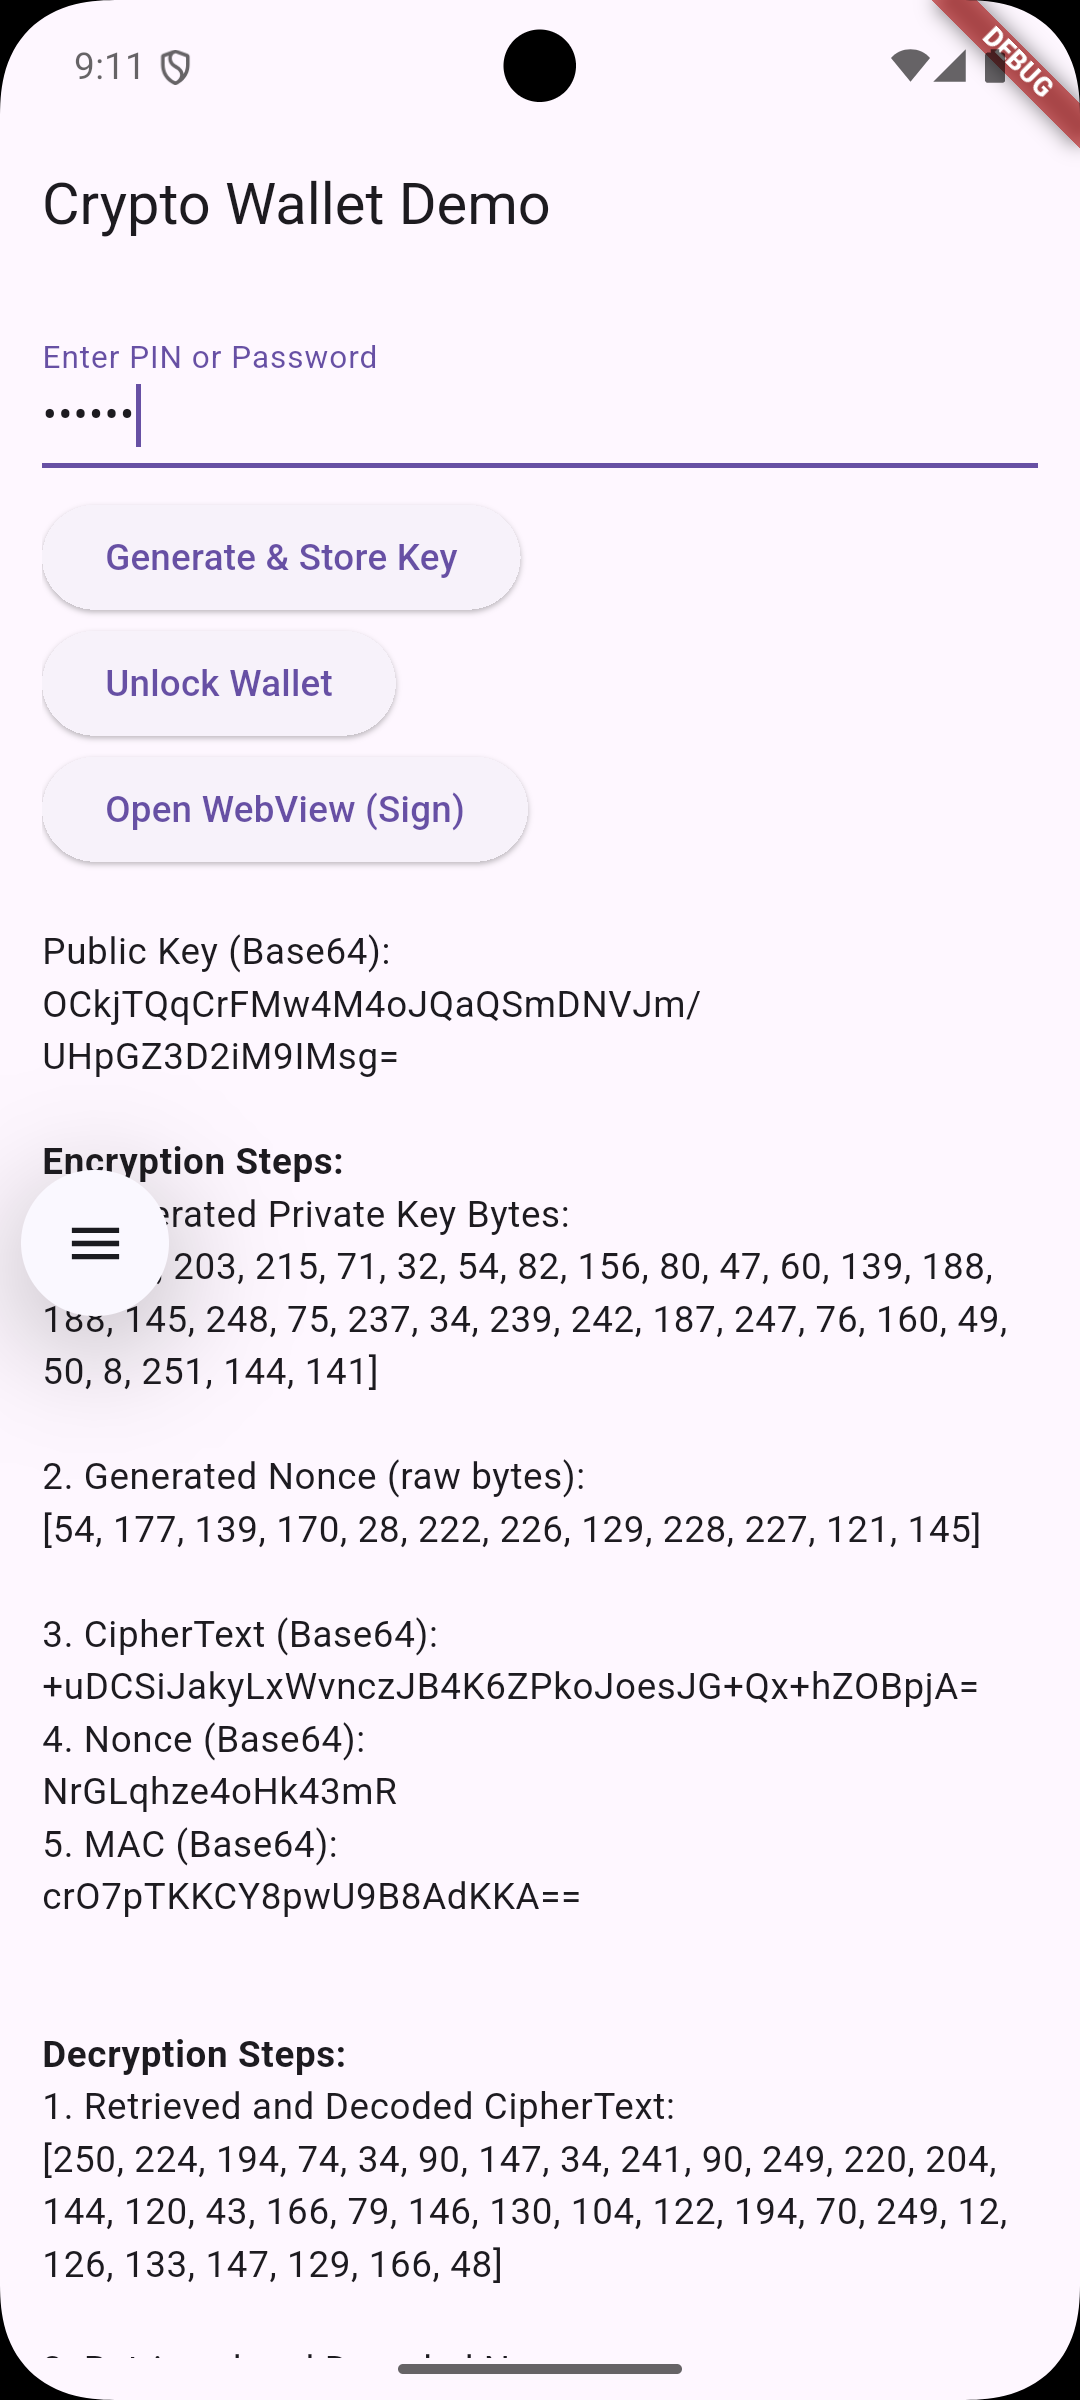 9:11
DEBUG
Crypto Wallet Demo
Enter PIN or Password
••••••
Generate & Store Key
Unlock Wallet
Open WebView (Sign)
Public Key (Base64):
OCkjTQqCrFMw4M4oJQaQSmDNVJm/
UHpGZ3D2iM9IMsg=
Encryption Steps:
Private Key Bytes:
203, 215, 71, 32, 54, 82, 156, 80, 47, 60, 139, 188,
188, 145, 248, 75, 237, 34, 239, 242, 187, 247, 76, 160, 49,
50, 8, 251, 144, 141]
2. Generated Nonce (raw bytes):
[54, 177, 139, 170, 28, 222, 226, 129, 228, 227, 121, 145]
3. CipherText (Base64):
+uDCSiJakyLxWvnczJB4K6ZPkoJoesJG+Qx+hZOBpjA=
4. Nonce (Base64):
NrGLqhze4oHk43mR
5. MAC (Base64):
crO7pTKKCY8pwU9B8AdKKA==
Decryption Steps:
1. Retrieved and Decoded CipherText:
[250, 224, 194, 74, 34, 90, 147, 34, 241, 90, 249, 220, 204,
144, 120, 43, 166, 79, 146, 130, 104, 122, 194, 70, 249, 12,
126, 133, 147, 129, 166, 48]